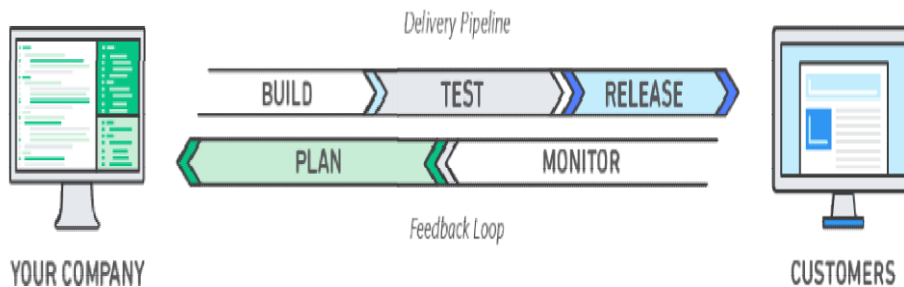 Delivery Pipeline
BUILD
TEST
RELEASE
PLAN
MONITOR
Feedback Loop
YOUR COMPANY
CUSTOMERS